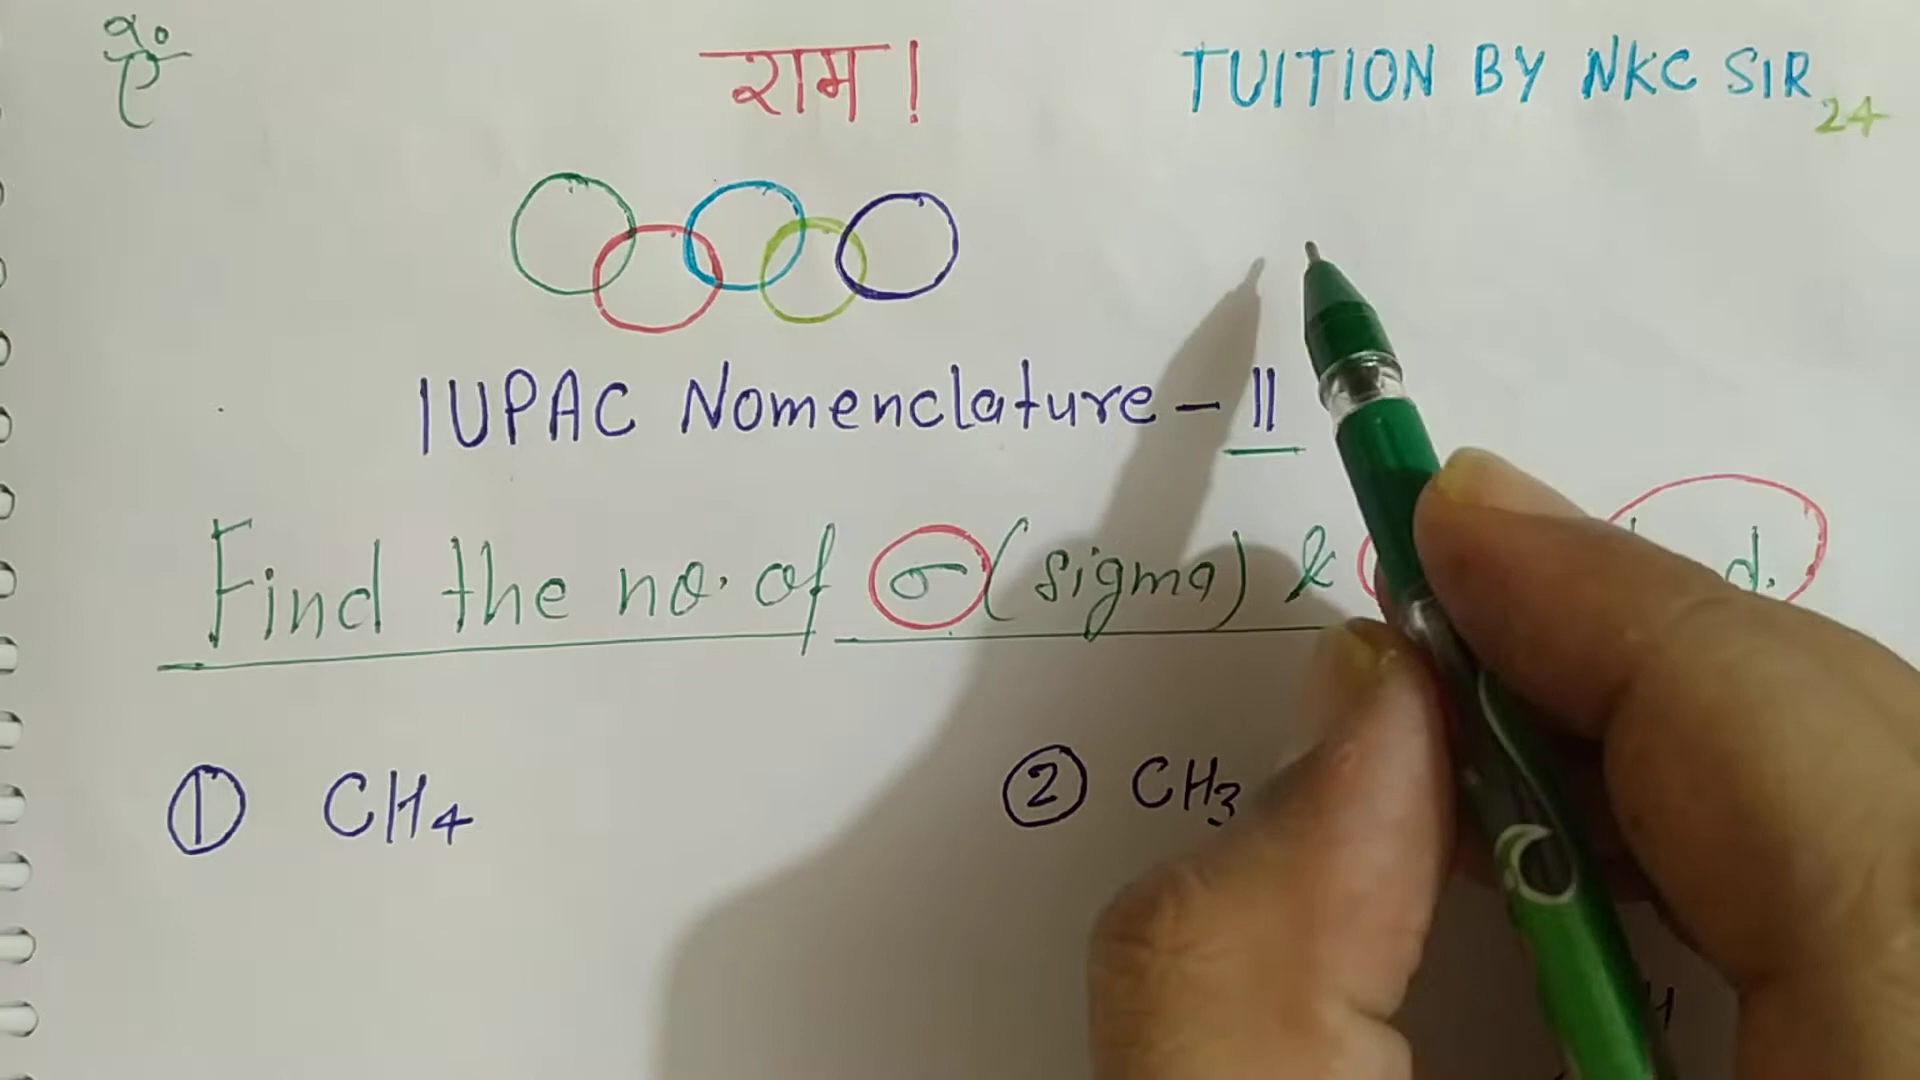 राम !
TUITION BY NKC SIR
24
IUPAC Nomenclature - II
Find the no. of σ (sigma) &
① CH₄
② CH₃